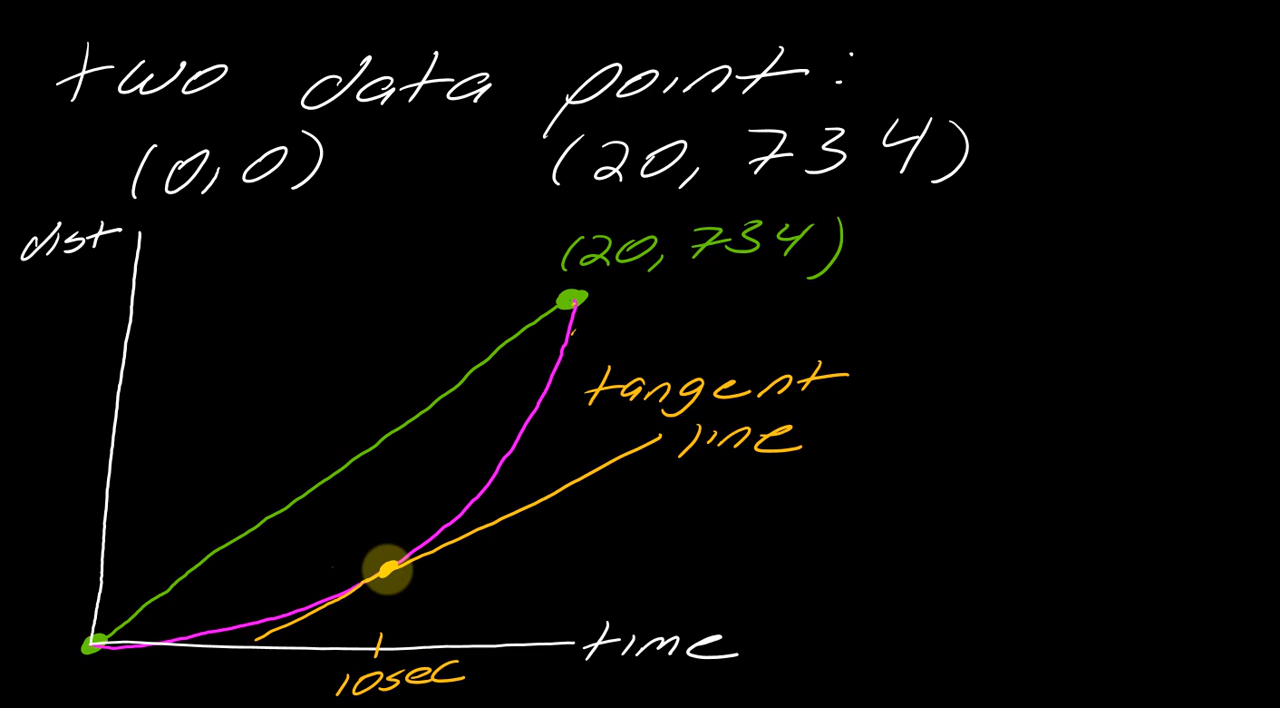 two data point:
(0,0) (20, 734)
dist
(20, 734)
tangent
line
time
10sec